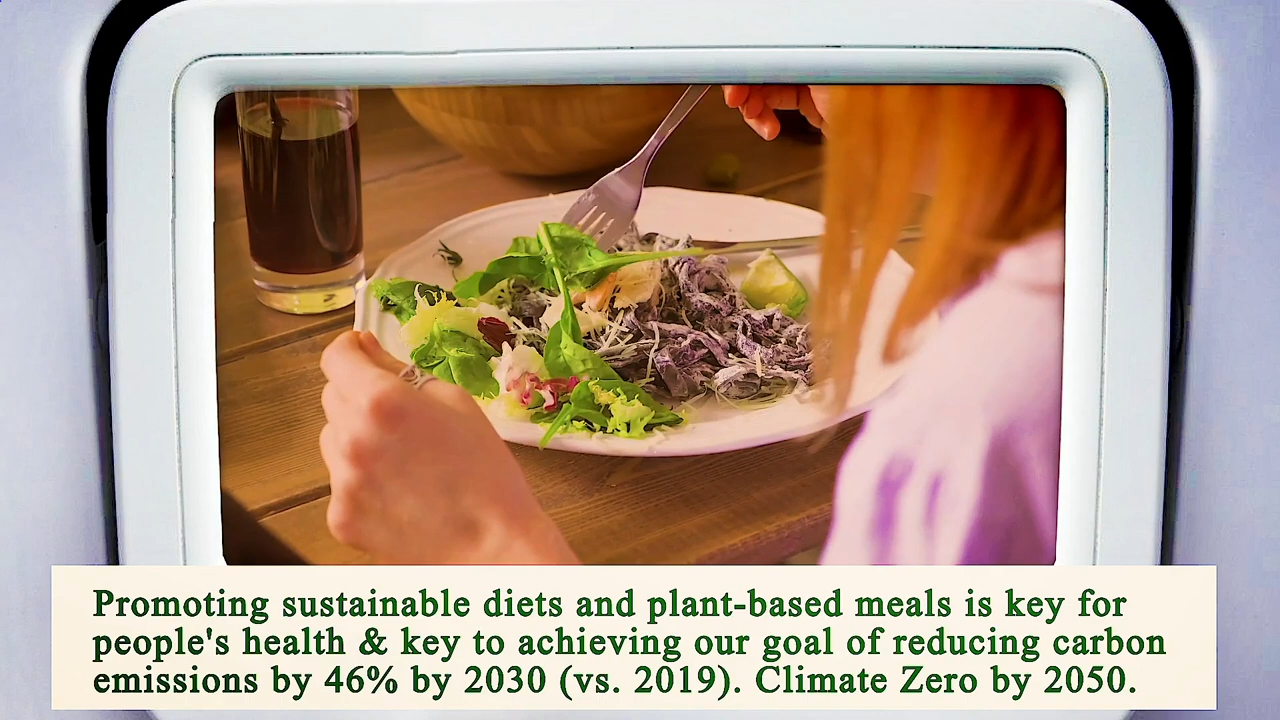 Promoting sustainable diets and plant-based meals is key for
people's health & key to achieving our goal of reducing carbon
emissions by 46% by 2030 (vs. 2019). Climate Zero by 2050.